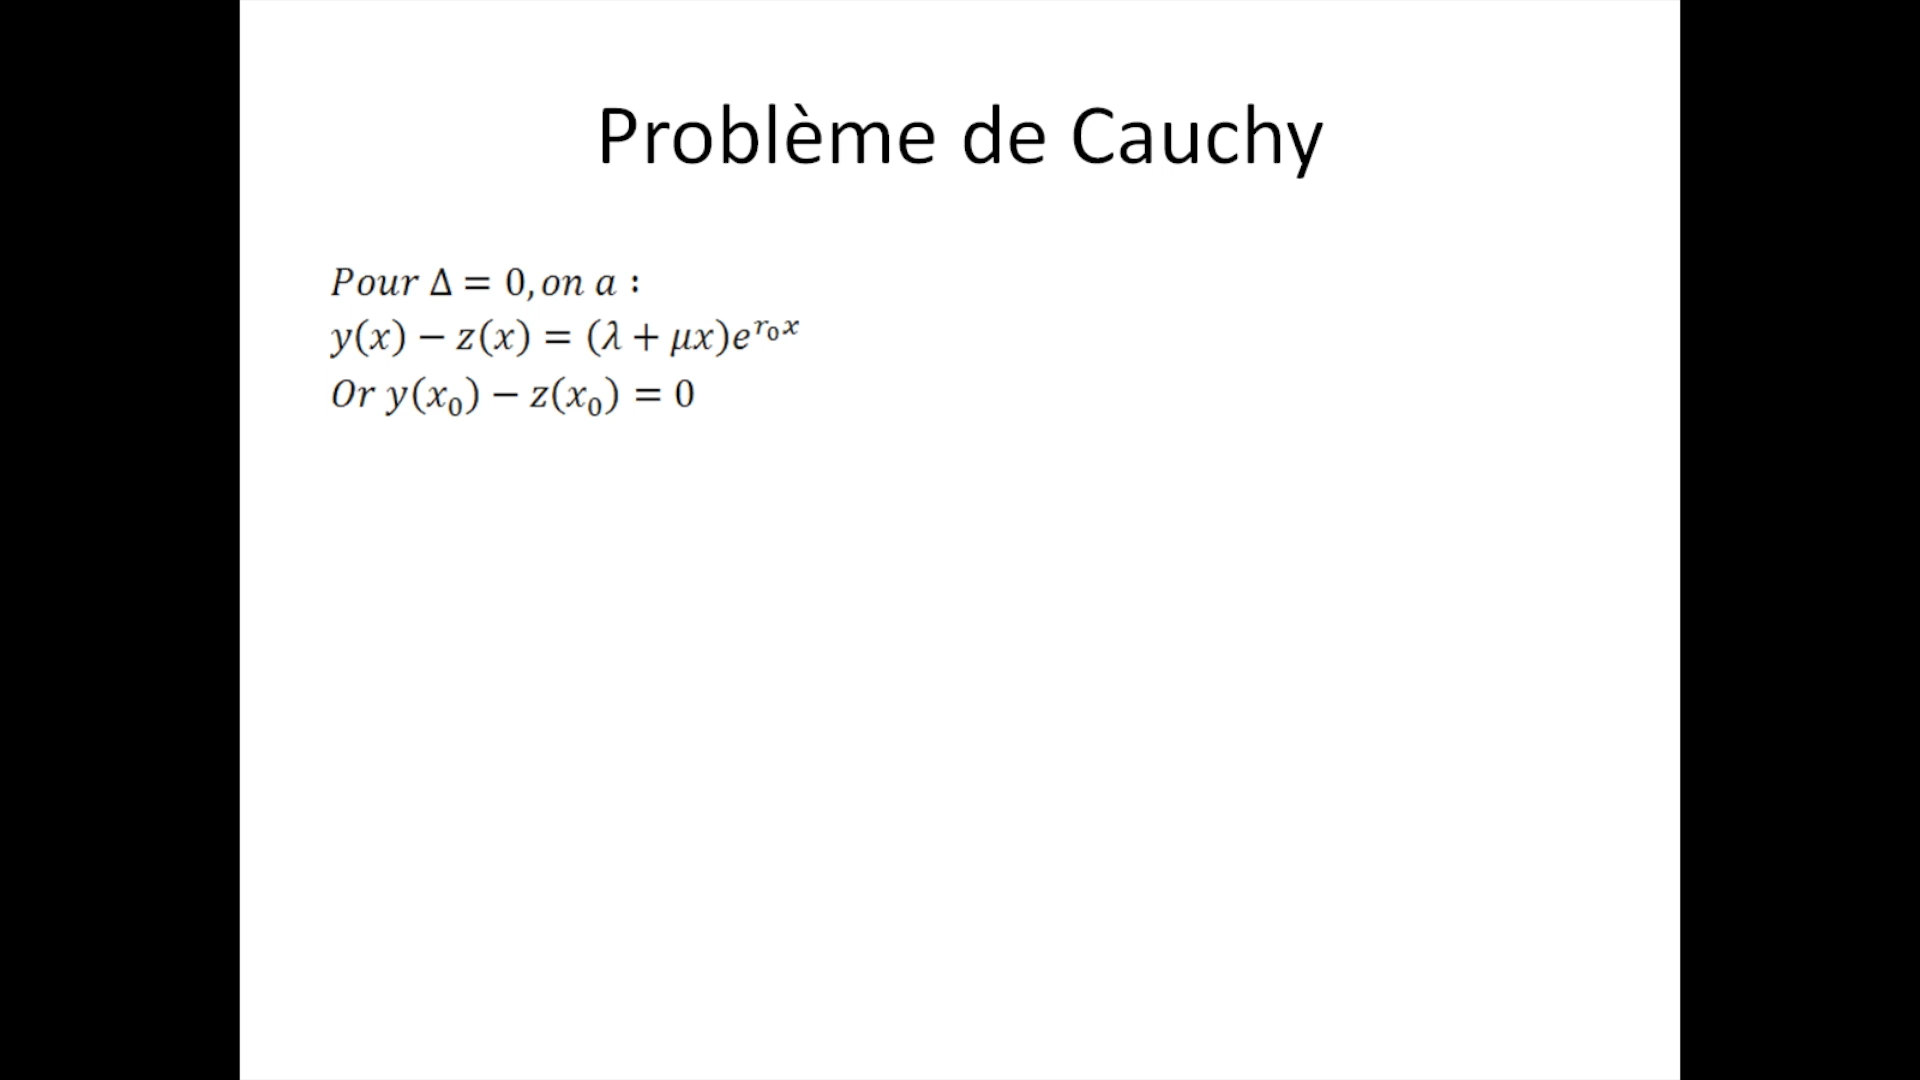 Problème de Cauchy
Pour Δ = 0, on a :
y(x) − z(x) = (λ + μx)e^{r₀x}
Or y(x₀) − z(x₀) = 0